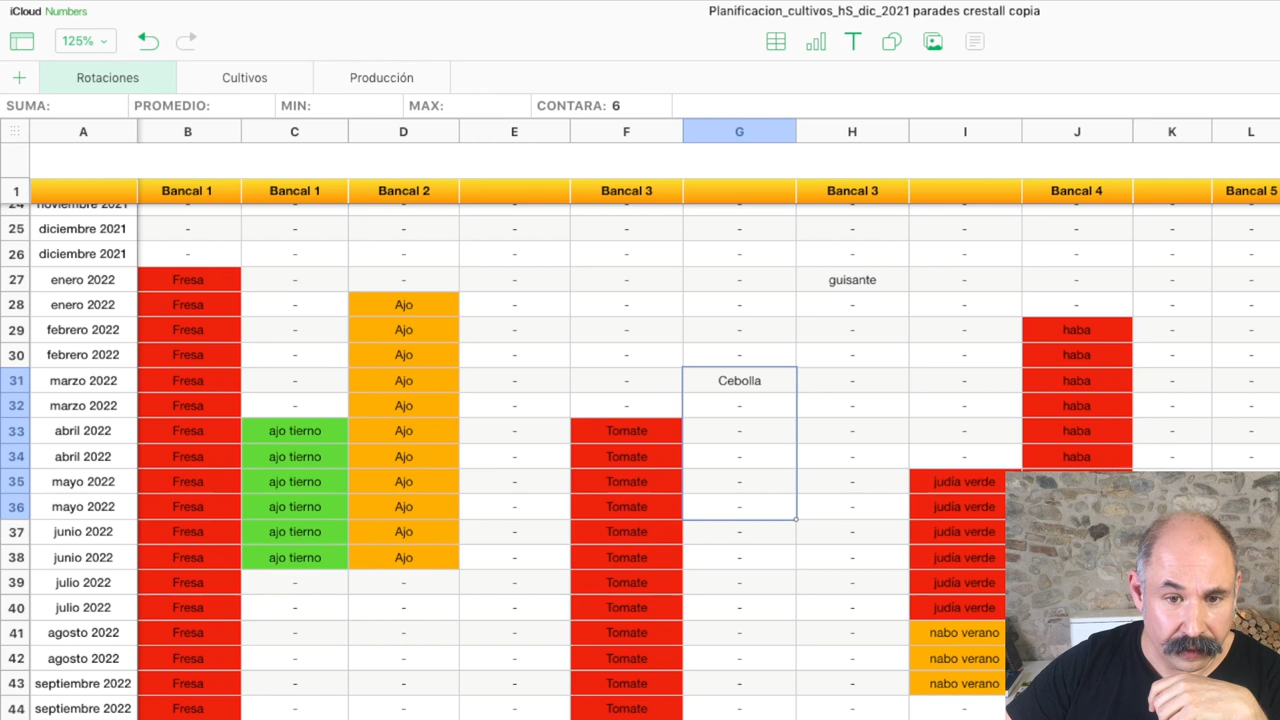 iCloud Numbers
Planificacion_cultivos_hS_dic_2021 parades crestall copia
125%
Rotaciones Cultivos Producción
SUMA: PROMEDIO: MIN: MAX: CONTARA: 6
A B C D E F G H I J K L
1 Bancal 1 Bancal 1 Bancal 2 Bancal 3 Bancal 3 Bancal 4 Bancal 5
24 noviembre 2021 - - - - - - - - - - -
25 diciembre 2021 - - - - - - - - - - -
26 diciembre 2021 - - - - - - - - - - -
27 enero 2022 Fresa - - - - - guisante - - - -
28 enero 2022 Fresa - Ajo - - - - - - - -
29 febrero 2022 Fresa - Ajo - - - - - haba - -
30 febrero 2022 Fresa - Ajo - - - - - haba - -
31 marzo 2022 Fresa - Ajo - - Cebolla - - haba - -
32 marzo 2022 Fresa - Ajo - - - - - haba - -
33 abril 2022 Fresa ajo tierno Ajo - Tomate - - - haba - -
34 abril 2022 Fresa ajo tierno Ajo - Tomate - - - haba - -
35 mayo 2022 Fresa ajo tierno Ajo - Tomate - - judía verde
36 mayo 2022 Fresa ajo tierno Ajo - Tomate - - judía verde
37 junio 2022 Fresa ajo tierno Ajo - Tomate - - judía verde
38 junio 2022 Fresa ajo tierno Ajo - Tomate - - judía verde
39 julio 2022 Fresa - - - Tomate - - judía verde
40 julio 2022 Fresa - - - Tomate - - judía verde
41 agosto 2022 Fresa - - - Tomate - - nabo verano
42 agosto 2022 Fresa - - - Tomate - - nabo verano
43 septiembre 2022 Fresa - - - Tomate - - nabo verano
44 septiembre 2022 Fresa - - - Tomate - - -